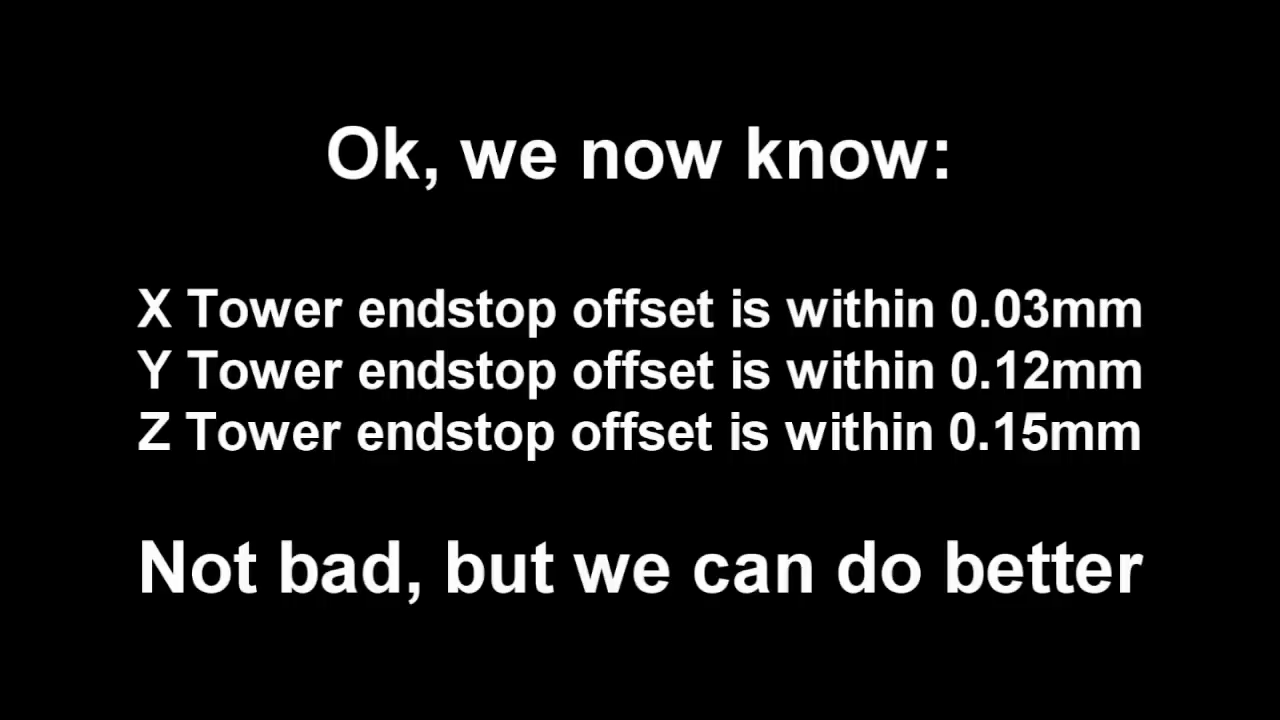 Ok, we now know:
X Tower endstop offset is within 0.03mm
Y Tower endstop offset is within 0.12mm
Z Tower endstop offset is within 0.15mm
Not bad, but we can do better